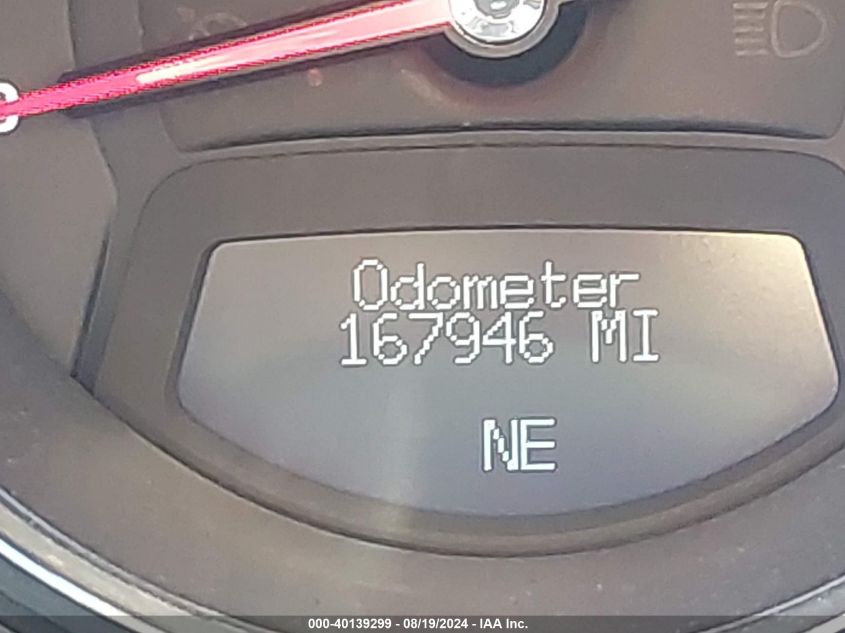 Odometer
167946 MI
NE
000-40139299 - 08/19/2024 - IAA Inc.